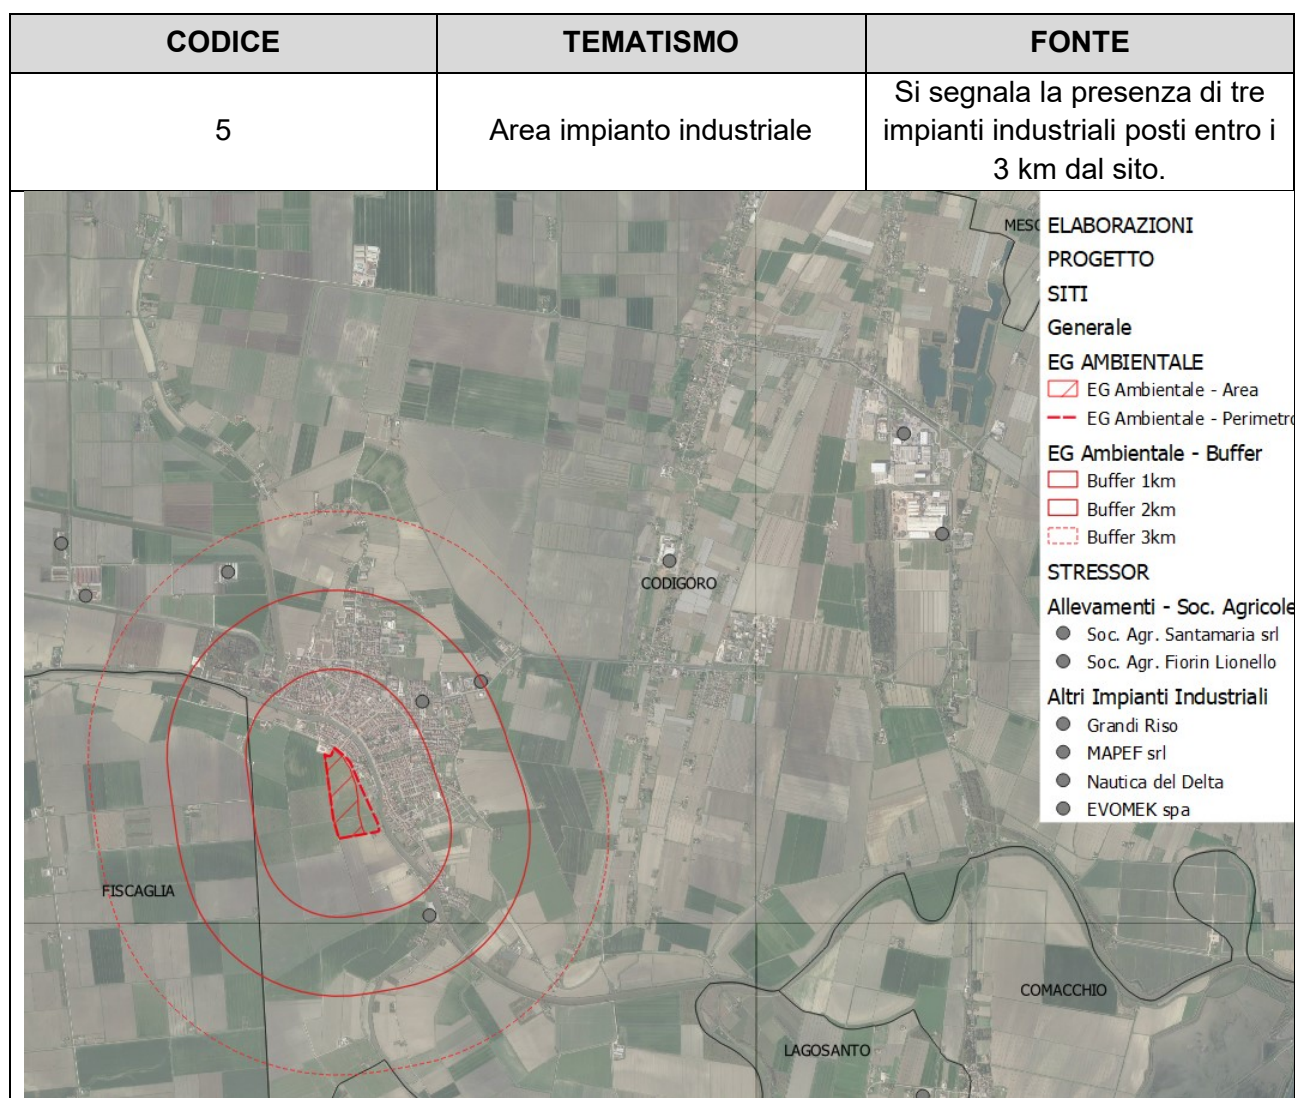 CODICE
TEMATISMO
FONTE
5
Area impianto industriale
Si segnala la presenza di tre
impianti industriali posti entro i
3 km dal sito.
MESO
ELABORAZIONI
PROGETTO
SITI
Generale
EG AMBIENTALE
EG Ambientale - Area
EG Ambientale - Perimetro
EG Ambientale - Buffer
Buffer 1km
Buffer 2km
Buffer 3km
STRESSOR
Allevamenti - Soc. Agricole
Soc. Agr. Santamaria srl
Soc. Agr. Fiorin Lionello
Altri Impianti Industriali
Grandi Riso
MAPEF srl
Nautica del Delta
EVOMEK spa
CODIGORO
FISCAGLIA
COMACCHIO
LAGOSANTO